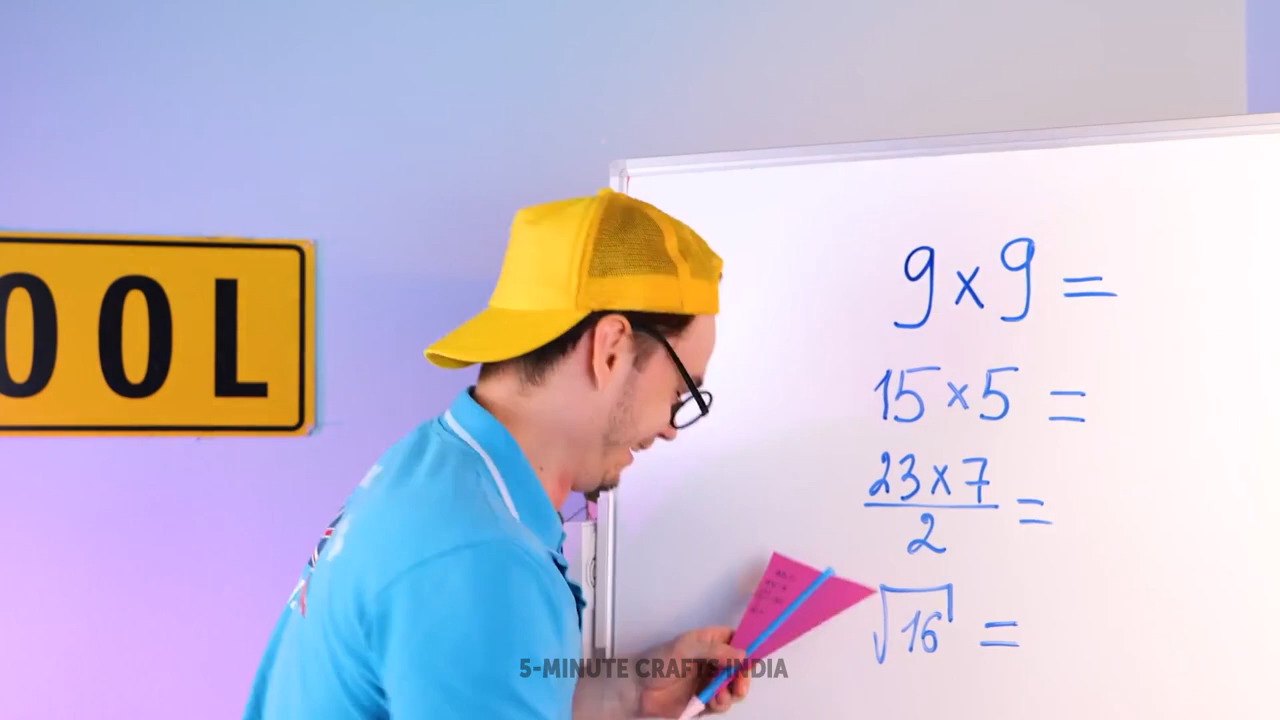 OOL
9 x 9 =
15 x 5 =
23 x 7
2
=
√16 =
5-MINUTE CRAFTS INDIA